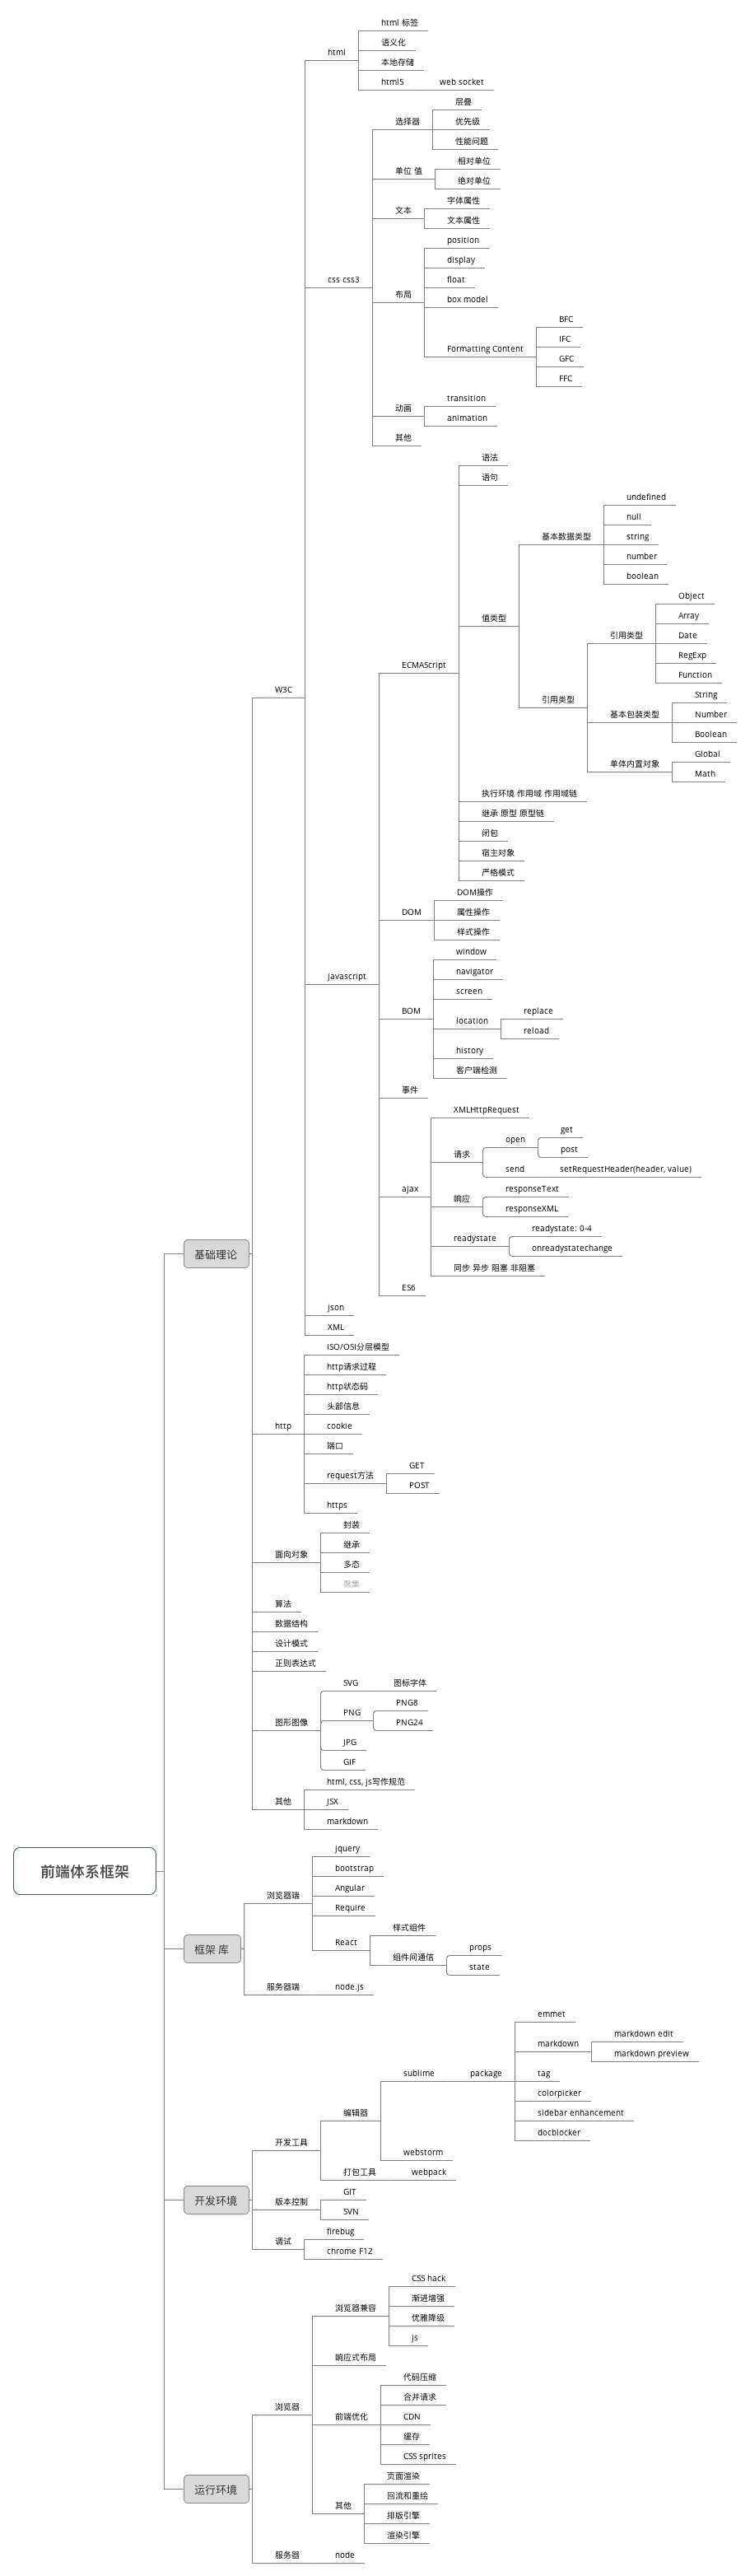 html 标签
语义化
html
本地存储
html5
web socket
层叠
选择器
优先级
性能问题
相对单位
单位 值
绝对单位
字体属性
文本
文本属性
position
display
css css3
float
布局
box model
BFC
IFC
Formatting Content
GFC
FFC
transition
动画
animation
其他
语法
语句
undefined
null
基本数据类型
string
number
boolean
Object
值类型
Array
引用类型
Date
RegExp
ECMAScript
Function
W3C
String
引用类型
基本包装类型
Number
Boolean
Global
单体内置对象
Math
执行环境 作用域 作用域链
继承 原型 原型链
闭包
宿主对象
严格模式
DOM操作
DOM
属性操作
样式操作
window
navigator
javascript
screen
BOM
replace
location
reload
history
客户端检测
事件
XMLHttpRequest
get
open
post
请求
send
setRequestHeader(header, value)
ajax
responseText
响应
responseXML
readystate: 0-4
readystate
onreadystatechange
基础理论
同步 异步 阻塞 非阻塞
ES6
json
XML
ISO/OSI分层模型
http请求过程
http状态码
头部信息
http
cookie
端口
GET
request方法
POST
https
封装
面向对象
继承
多态
聚集
算法
数据结构
设计模式
正则表达式
SVG
图标字体
PNG8
PNG
图形图像
PNG24
JPG
GIF
html, css, js写作规范
其他
JSX
markdown
前端体系框架
jquery
bootstrap
浏览器端
Angular
Require
样式组件
React
props
框架 库
组件间通信
state
服务器端
node.js
emmet
markdown edit
markdown
markdown preview
sublime
package
tag
colorpicker
编辑器
sidebar enhancement
docblocker
开发工具
webstorm
打包工具
webpack
GIT
开发环境
版本控制
SVN
firebug
调试
chrome F12
CSS hack
渐进增强
浏览器兼容
优雅降级
js
响应式布局
代码压缩
合并请求
浏览器
前端优化
CDN
缓存
CSS sprites
页面渲染
运行环境
回流和重绘
其他
排版引擎
渲染引擎
服务器
node